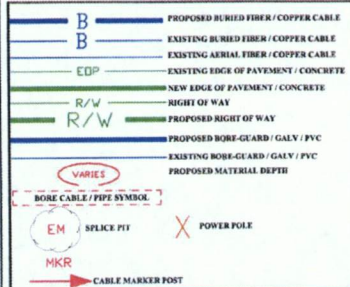 B PROPOSED BURIED FIBER / COPPER CABLE
B EXISTING BURIED FIBER / COPPER CABLE
EXISTING AERIAL FIBER / COPPER CABLE
EOP EXISTING EDGE OF PAVEMENT / CONCRETE
NEW EDGE OF PAVEMENT / CONCRETE
R/W RIGHT OF WAY
R/W PROPOSED RIGHT OF WAY
PROPOSED BORE-GUARD / GALV / PVC
EXISTING BORE-GUARD / GALV / PVC
VARIES PROPOSED MATERIAL DEPTH
BORE CABLE / PIPE SYMBOL
EM SPLICE PIT POWER POLE
MKR
CABLE MARKER POST